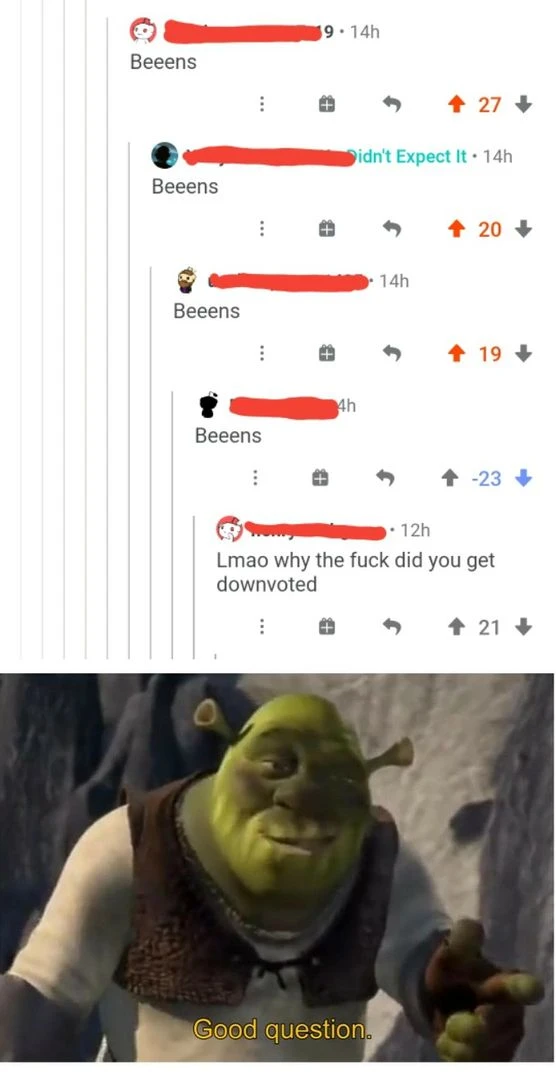 9 • 14h
Beeens
27
Didn't Expect It • 14h
Beeens
20
• 14h
Beeens
19
4h
Beeens
-23
• 12h
Lmao why the fuck did you get
downvoted
21
Good question.